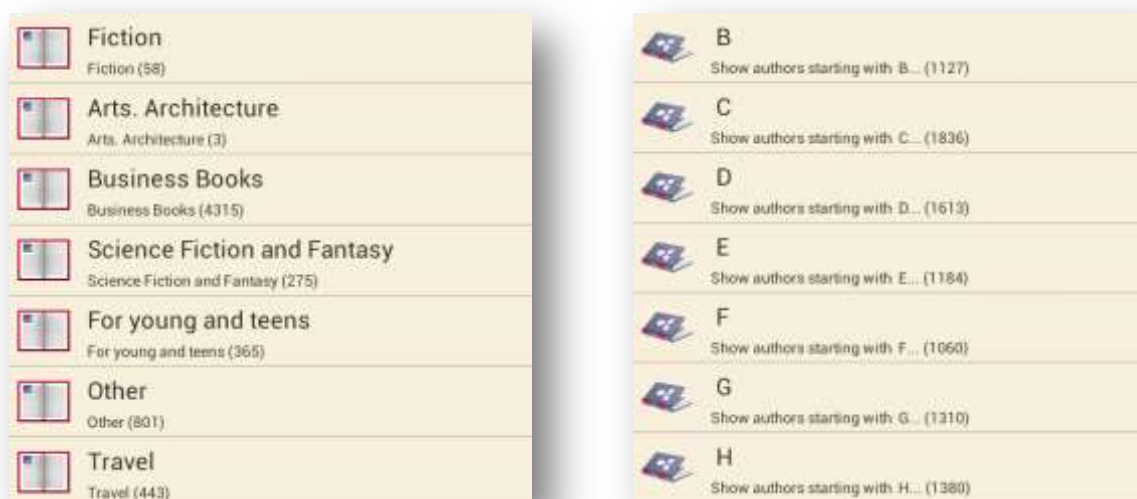 Fiction
Fiction (58)
Arts. Architecture
Arts. Architecture (3)
Business Books
Business Books (4315)
Science Fiction and Fantasy
Science Fiction and Fantasy (275)
For young and teens
For young and teens (365)
Other
Other (801)
Travel
Travel (443)
B
Show authors starting with B... (1127)
C
Show authors starting with C... (1836)
D
Show authors starting with D... (1613)
E
Show authors starting with E... (1184)
F
Show authors starting with F... (1060)
G
Show authors starting with G... (1310)
H
Show authors starting with H... (1380)